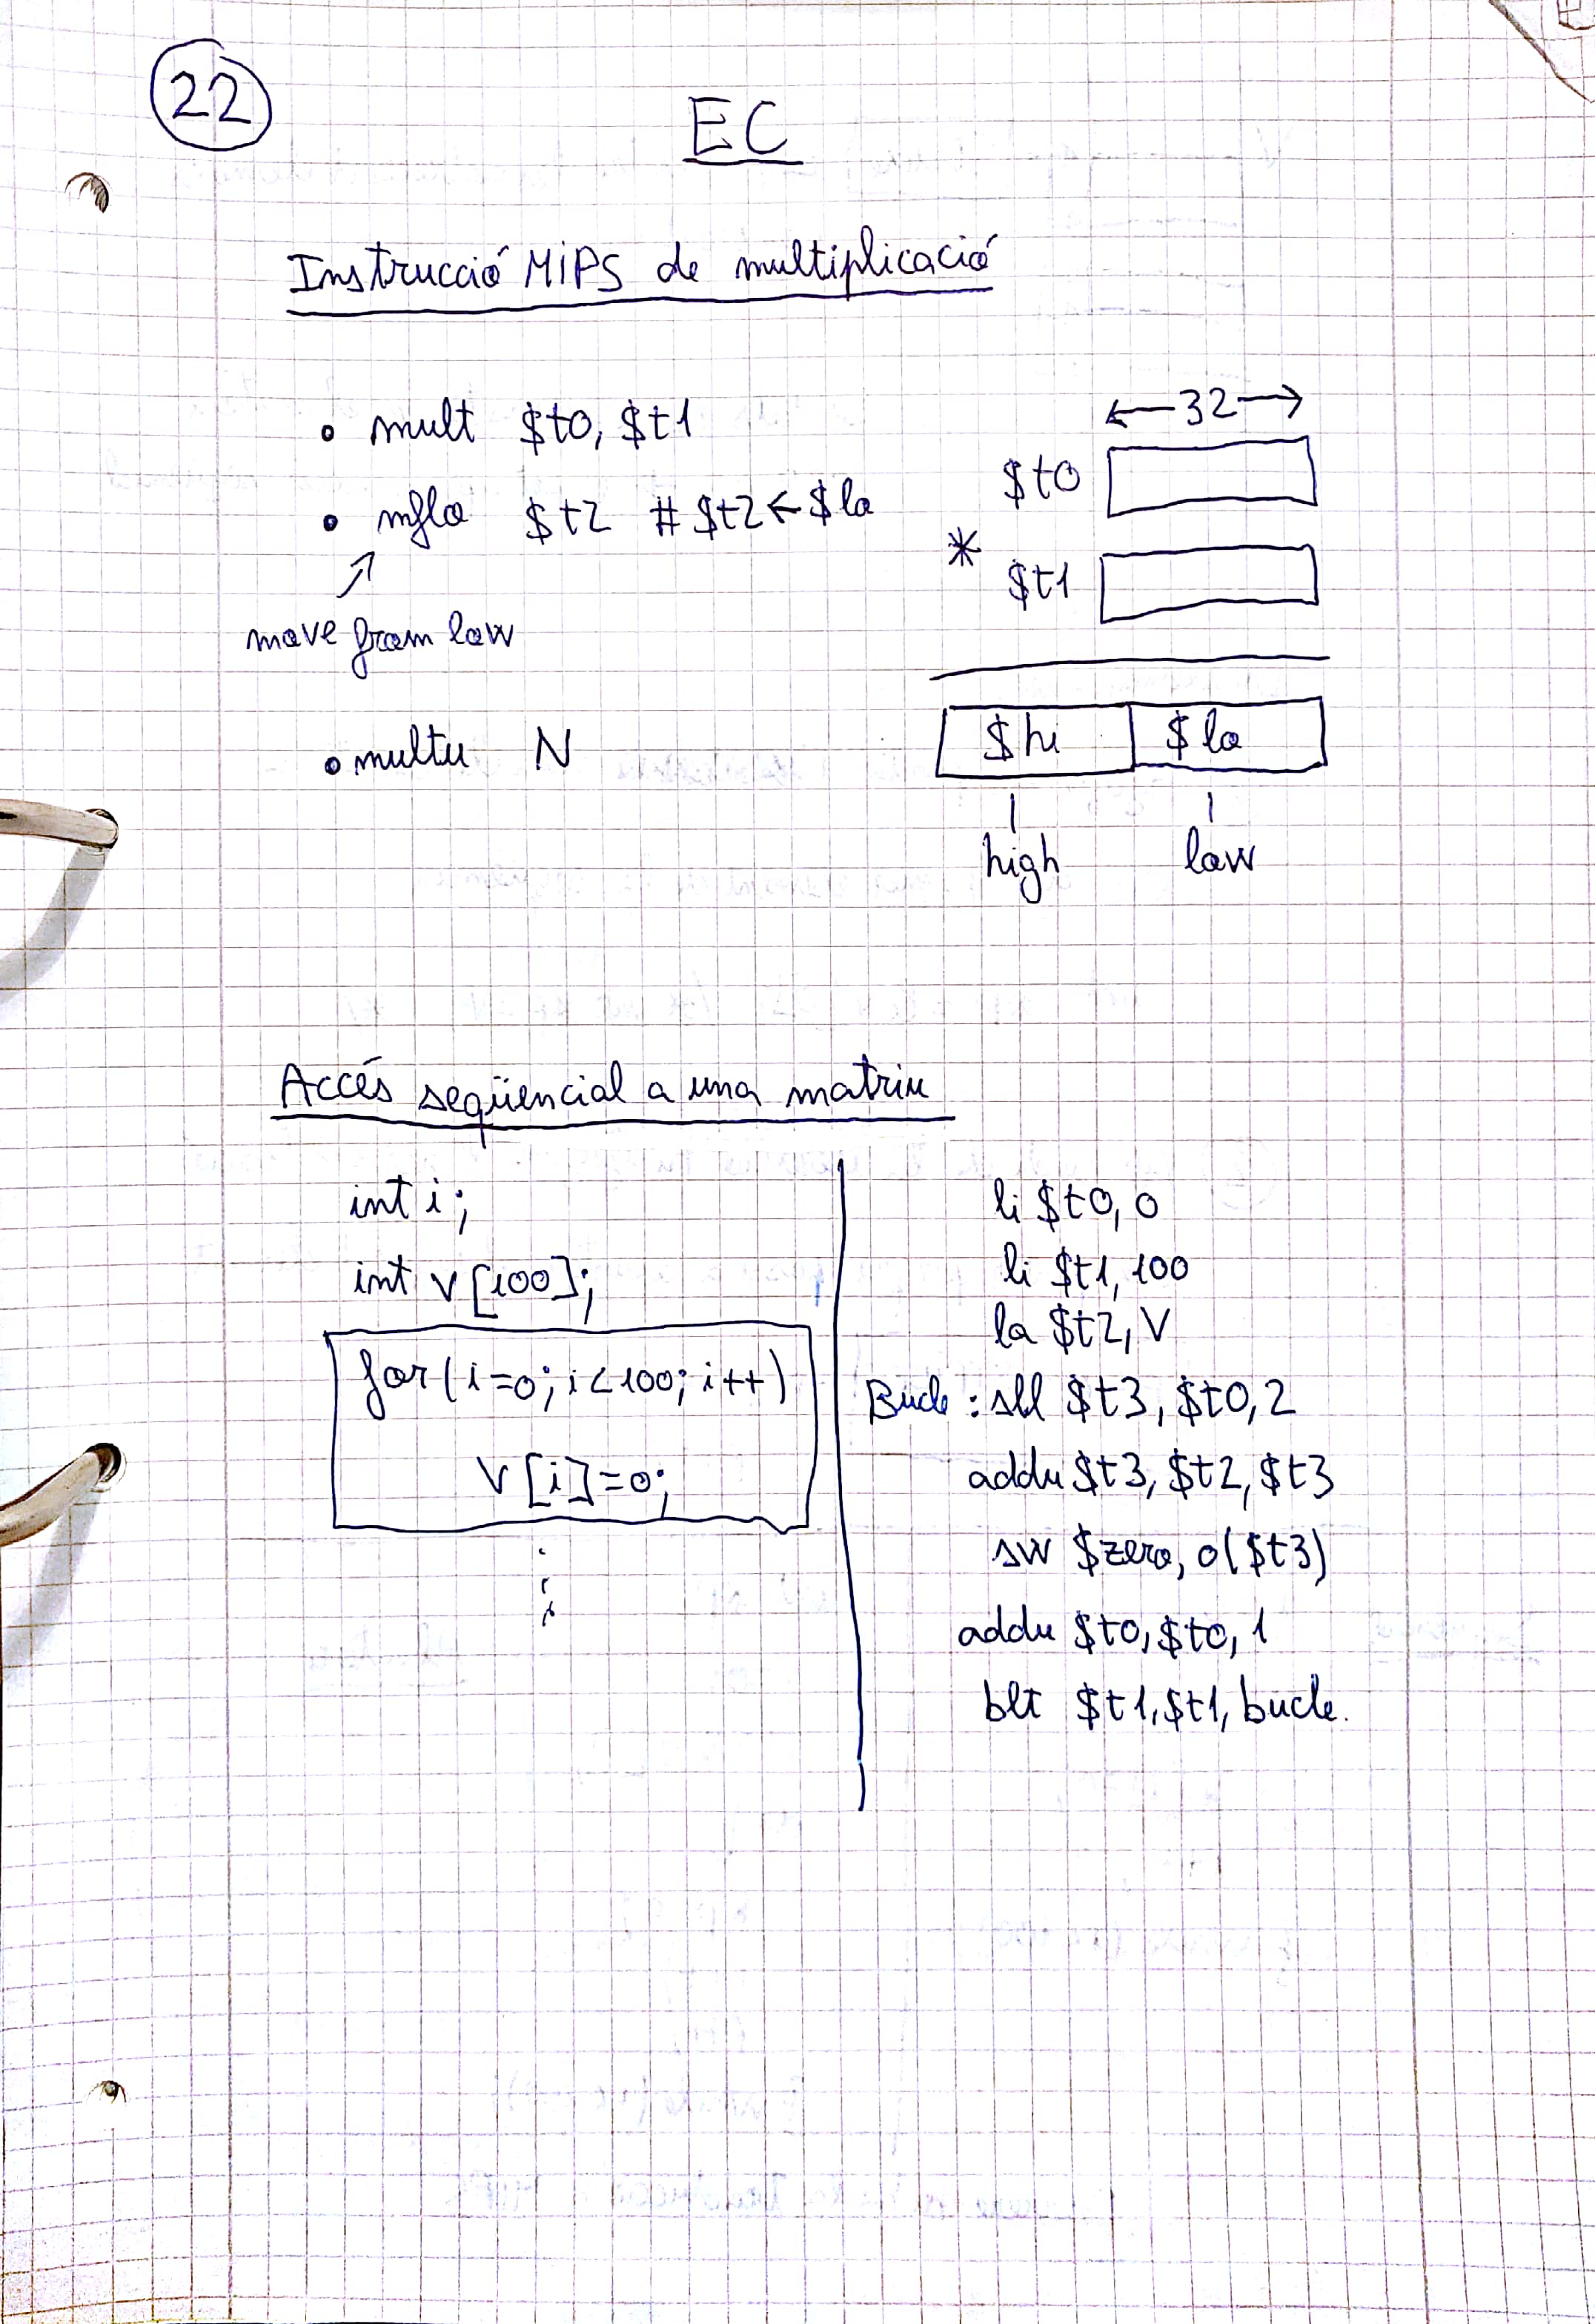 22
EC
Instrucció MIPS de multiplicació
• mult $t0, $t1
• mflo $t2 # $t2 ← $lo
move from low
• multu N
← 32 →
$t0
* $t1
$hi $lo
high low
Accés seqüencial a una matriu
int i;
int v[100];
for(i=0; i<100; i++)
v[i]=0;
li $t0, 0
li $t1, 100
la $t2, V
Bucle: sll $t3, $t0, 2
addu $t3, $t2, $t3
sw $zero, 0($t3)
addu $t0, $t0, 1
blt $t1, $t1, bucle.